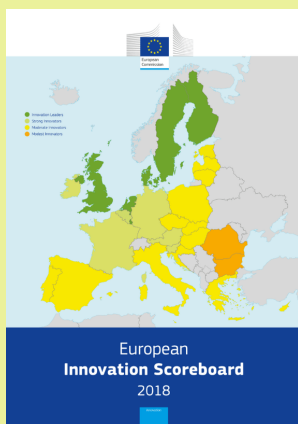 European
Commission
Innovation Leaders
Strong Innovators
Moderate Innovators
Modest Innovators
European
Innovation Scoreboard
2018